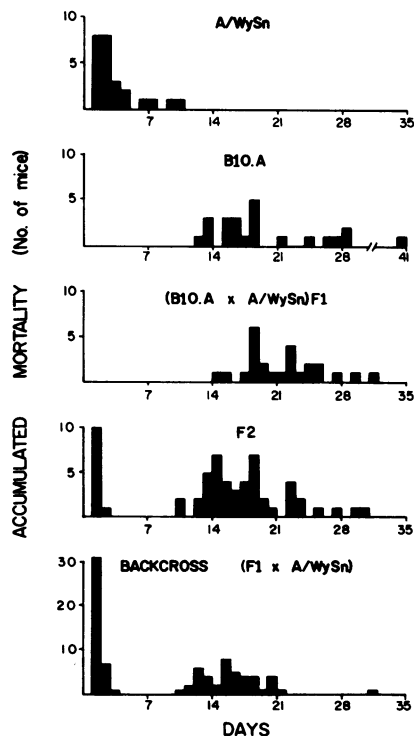 A/WySn
10
5
7 14 21 28 35
B10.A
10
5
7 14 21 28 41
(B10.A x A/WySn)F1
10
5
7 14 21 28 35
F2
10
5
7 14 21 28 35
BACKCROSS (F1 x A/WySn)
30
20
10
7 14 21 28 35
DAYS
ACCUMULATED MORTALITY (No. of mice)